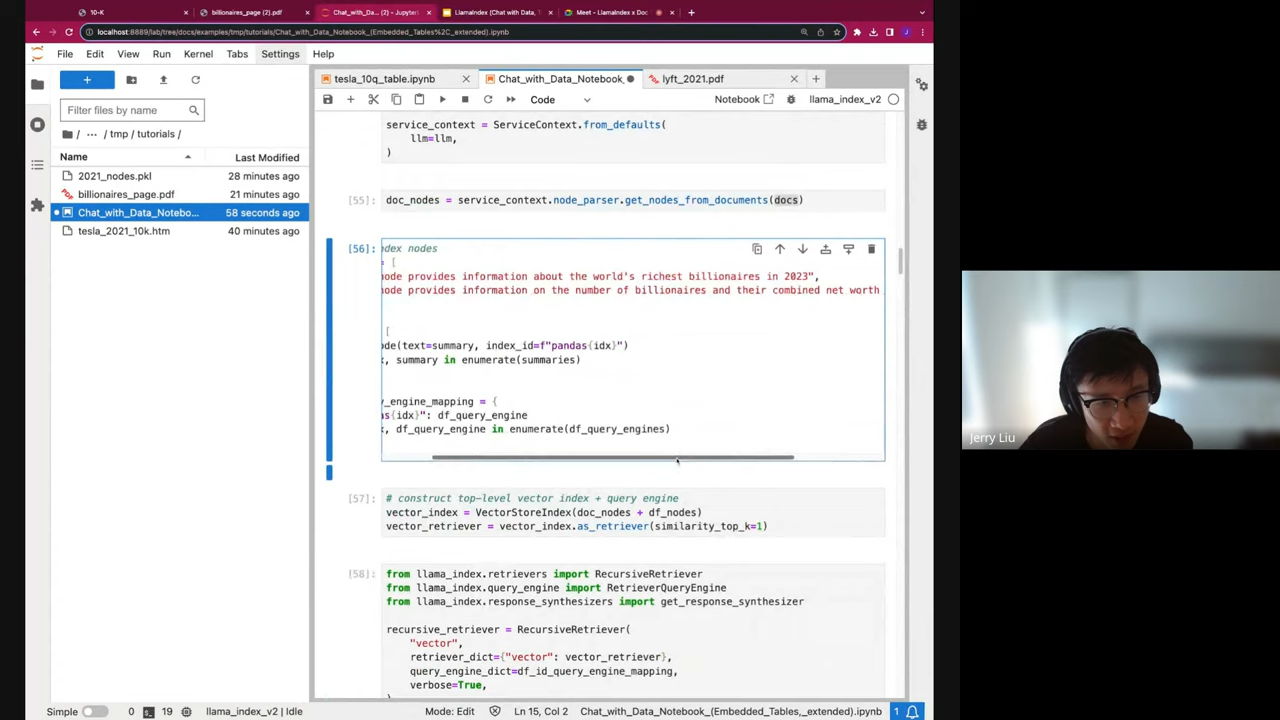 10-K
billionaires_page (2).pdf
Chat_with_Da... (2) - Jupyter
LlamaIndex (Chat with Data,
Meet - LlamaIndex x Doc
localhost:8889/lab/tree/docs/examples/tmp/tutorials/Chat_with_Data_Notebook_(Embedded_Tables%2C_extended).ipynb
File Edit View Run Kernel Tabs Settings Help
tesla_10q_table.ipynb
Chat_with_Data_Notebook_
lyft_2021.pdf
Code
Notebook
llama_index_v2
Filter files by name
/ ... / tmp / tutorials /
Name Last Modified
2021_nodes.pkl 28 minutes ago
billionaires_page.pdf 21 minutes ago
Chat_with_Data_Notebo... 58 seconds ago
tesla_2021_10k.htm 40 minutes ago
service_context = ServiceContext.from_defaults(
llm=llm,
)
[55]: doc_nodes = service_context.node_parser.get_nodes_from_documents(docs)
[56]: ndex nodes
= [
node provides information about the world's richest billionaires in 2023",
node provides information on the number of billionaires and their combined net worth
[
ode(text=summary, index_id=f"pandas{idx}")
x, summary in enumerate(summaries)
y_engine_mapping = {
as{idx}": df_query_engine
x, df_query_engine in enumerate(df_query_engines)
[57]: # construct top-level vector index + query engine
vector_index = VectorStoreIndex(doc_nodes + df_nodes)
vector_retriever = vector_index.as_retriever(similarity_top_k=1)
[58]: from llama_index.retrievers import RecursiveRetriever
from llama_index.query_engine import RetrieverQueryEngine
from llama_index.response_synthesizers import get_response_synthesizer
recursive_retriever = RecursiveRetriever(
"vector",
retriever_dict={"vector": vector_retriever},
query_engine_dict=df_id_query_engine_mapping,
verbose=True,
Simple 0 19 llama_index_v2 | Idle Mode: Edit Ln 15, Col 2 Chat_with_Data_Notebook_(Embedded_Tables,_extended).ipynb 1
Jerry Liu